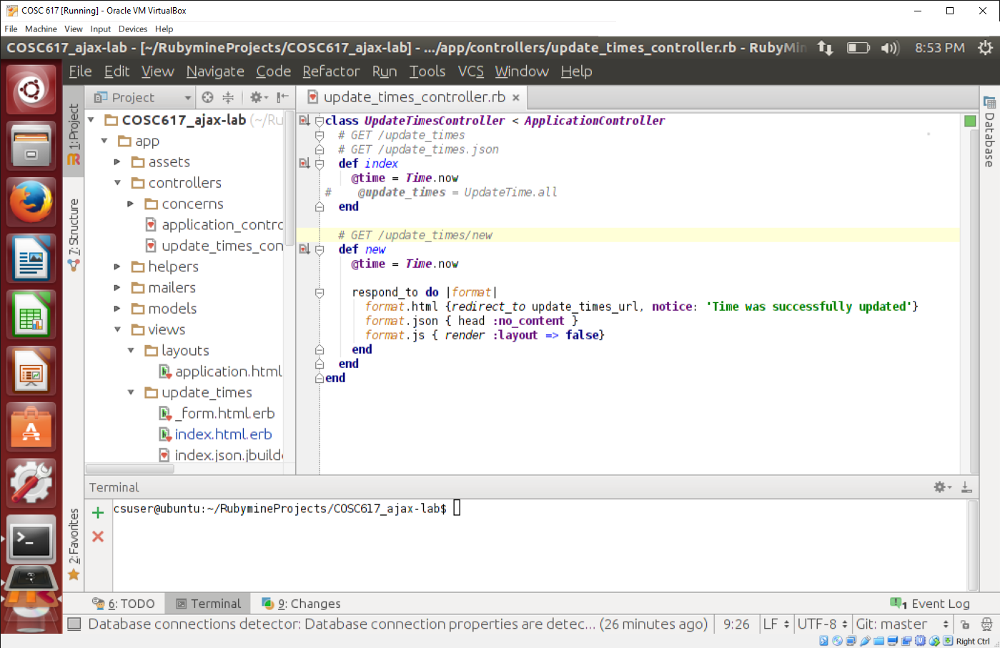 COSC 617 [Running] - Oracle VM VirtualBox
File Machine View Input Devices Help
COSC617_ajax-lab - [~/RubymineProjects/COSC617_ajax-lab] - .../app/controllers/update_times_controller.rb - RubyMin 8:53 PM
File Edit View Navigate Code Refactor Run Tools VCS Window Help
Project
update_times_controller.rb
1: Project
7: Structure
2: Favorites
Database
COSC617_ajax-lab (~/Ru
app
assets
controllers
concerns
application_contro
update_times_con
helpers
mailers
models
views
layouts
application.html
update_times
_form.html.erb
index.html.erb
index.json.jbuild
class UpdateTimesController < ApplicationController
# GET /update_times
# GET /update_times.json
def index
@time = Time.now
# @update_times = UpdateTime.all
end
# GET /update_times/new
def new
@time = Time.now
respond_to do |format|
format.html {redirect_to update_times_url, notice: 'Time was successfully updated'}
format.json { head :no_content }
format.js { render :layout => false}
end
end
end
Terminal
csuser@ubuntu:~/RubymineProjects/COSC617_ajax-lab$
6: TODO Terminal 9: Changes 1 Event Log
Database connections detector: Database connection properties are detec... (26 minutes ago) 9:26 LF UTF-8 Git: master
Right Ctrl